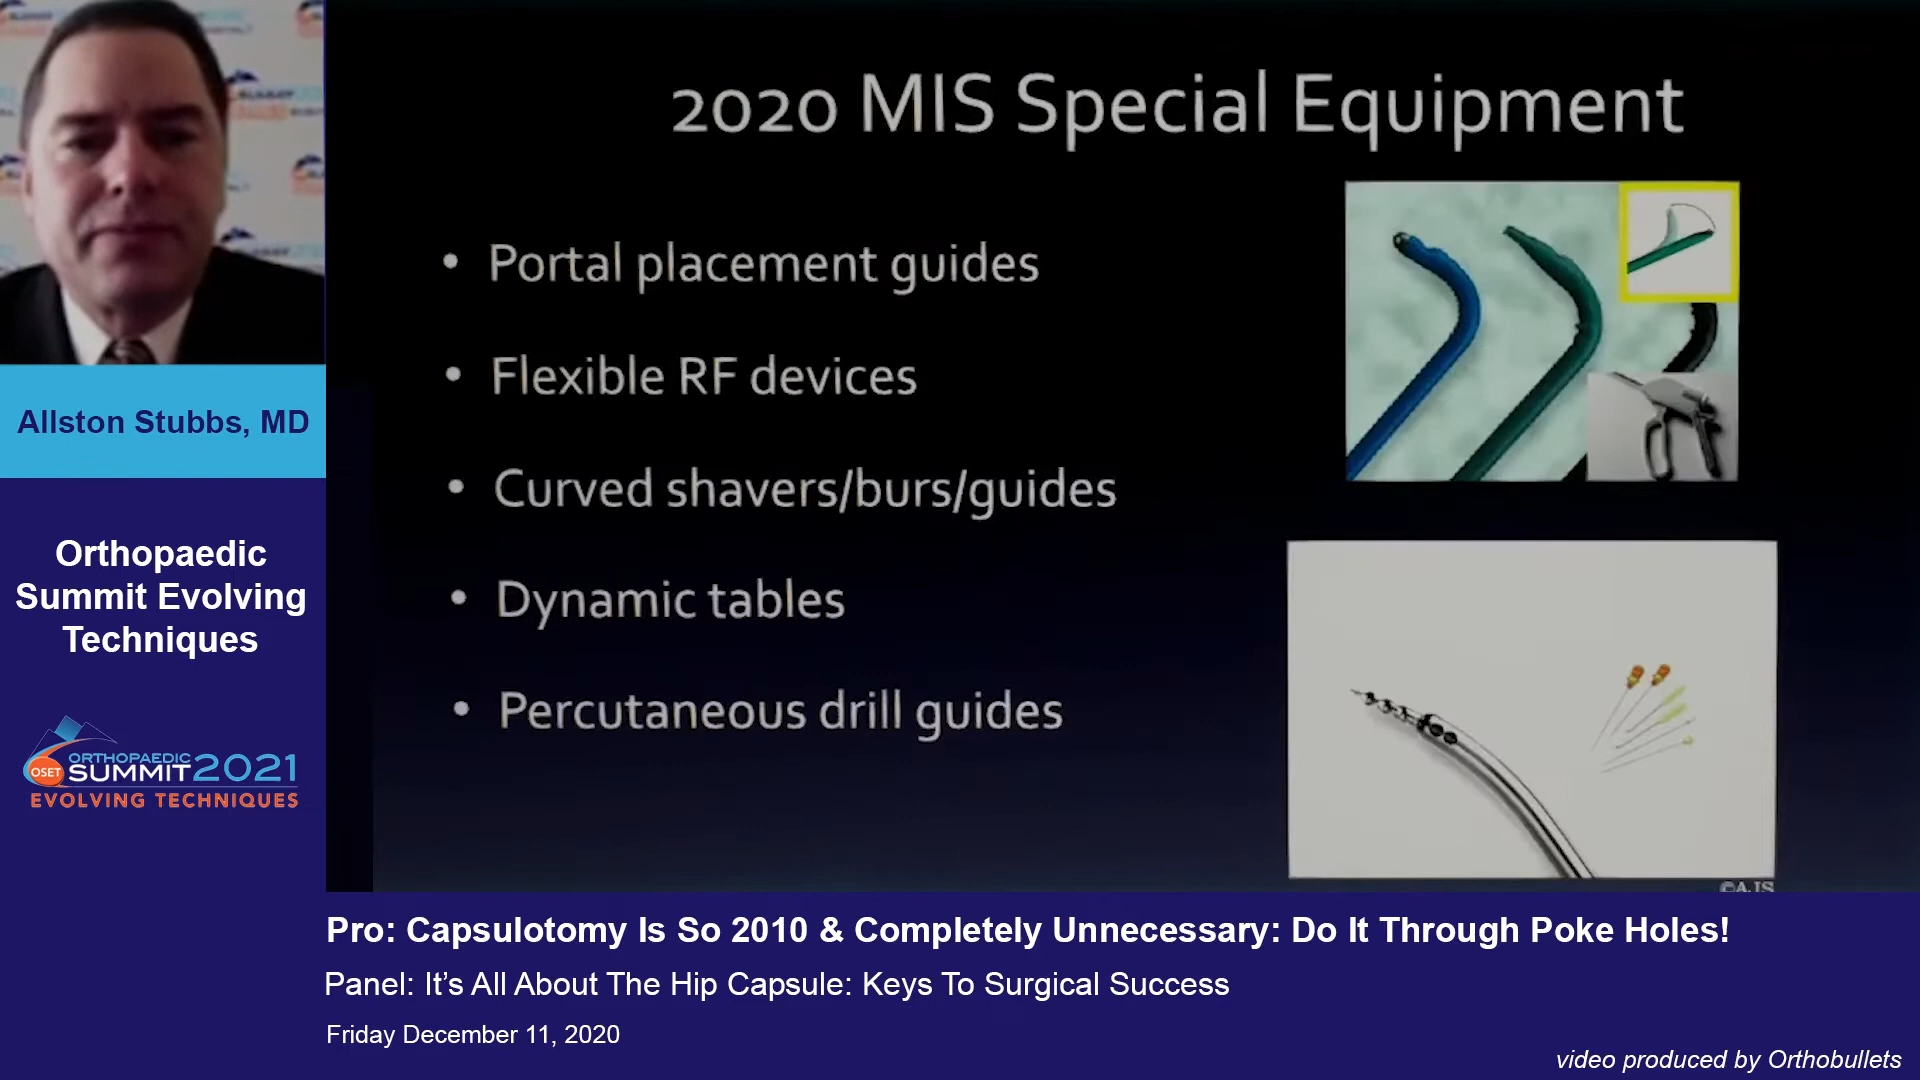 2020 MIS Special Equipment
• Portal placement guides
• Flexible RF devices
• Curved shavers/burs/guides
• Dynamic tables
• Percutaneous drill guides
©AJS
Allston Stubbs, MD
Orthopaedic
Summit Evolving
Techniques
OSET
ORTHOPAEDIC
SUMMIT 2021
EVOLVING TECHNIQUES
Pro: Capsulotomy Is So 2010 & Completely Unnecessary: Do It Through Poke Holes!
Panel: It’s All About The Hip Capsule: Keys To Surgical Success
Friday December 11, 2020
video produced by Orthobullets